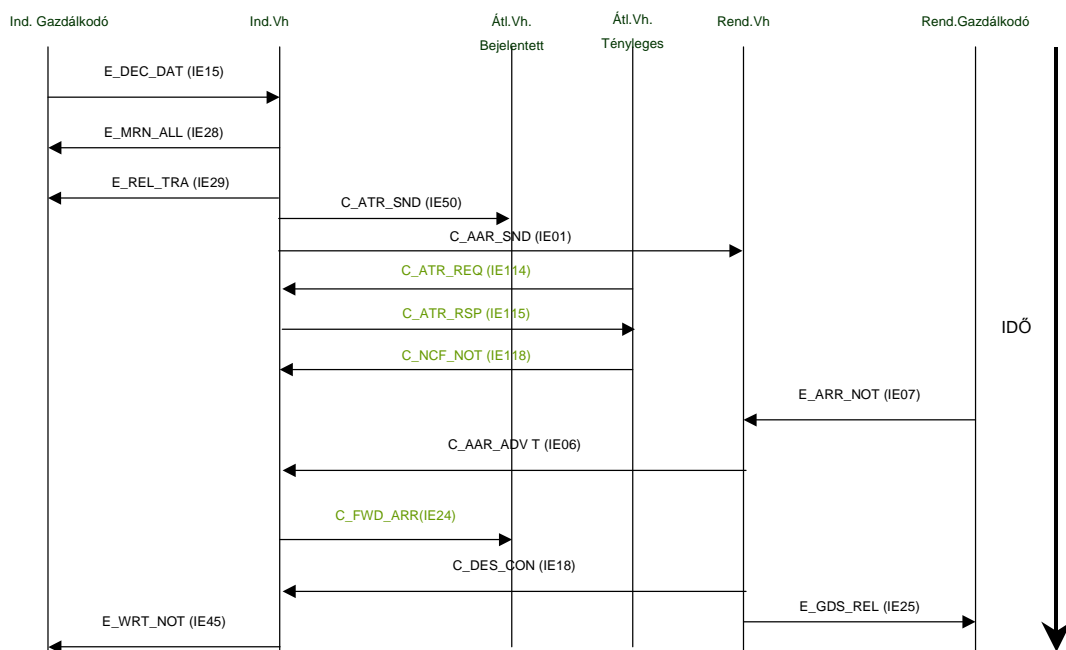 Ind. Gazdálkodó
Ind.Vh
Átl.Vh.
Bejelentett
Átl.Vh.
Tényleges
Rend.Vh
Rend.Gazdálkodó
E_DEC_DAT (IE15)
E_MRN_ALL (IE28)
E_REL_TRA (IE29)
C_ATR_SND (IE50)
C_AAR_SND (IE01)
C_ATR_REQ (IE114)
C_ATR_RSP (IE115)
IDŐ
C_NCF_NOT (IE118)
E_ARR_NOT (IE07)
C_AAR_ADV T (IE06)
C_FWD_ARR(IE24)
C_DES_CON (IE18)
E_GDS_REL (IE25)
E_WRT_NOT (IE45)